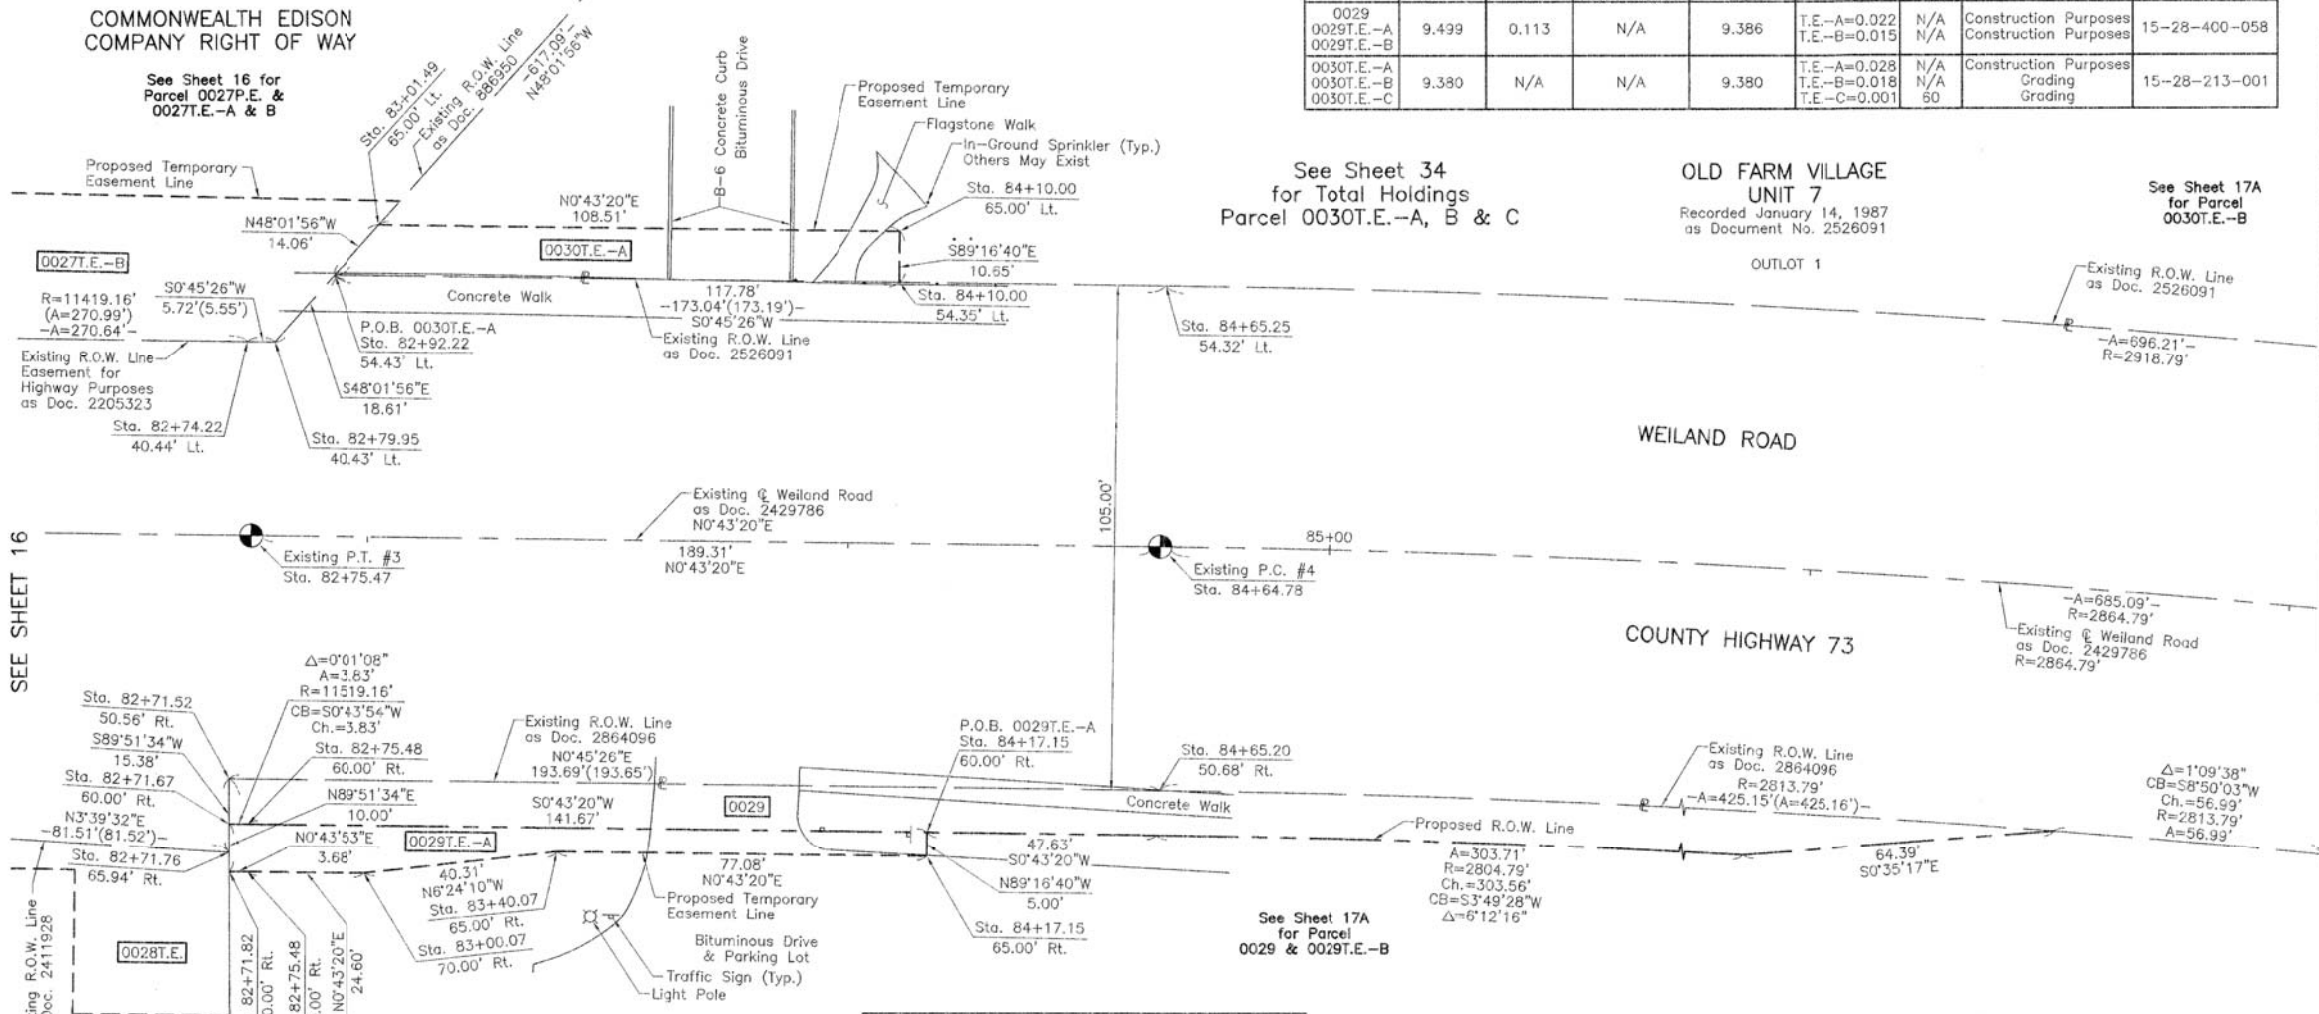 COMMONWEALTH EDISON
COMPANY RIGHT OF WAY
See Sheet 16 for
Parcel 0027P.E. &
0027T.E.-A & B
Sta. 83+01.49
65.00' Lt.
Existing R.O.W. Line
as Doc. 886950
-617.09'-
N48°01'56"W
B-6 Concrete Curb
Bituminous Drive
Proposed Temporary
Easement Line
Flagstone Walk
In-Ground Sprinkler (Typ.)
Others May Exist
Sta. 84+10.00
65.00' Lt.
0029
0029T.E.-A
0029T.E.-B
9.499
0.113
N/A
9.386
T.E.-A=0.022
T.E.-B=0.015
N/A
N/A
Construction Purposes
Construction Purposes
15-28-400-058
0030T.E.-A
0030T.E.-B
0030T.E.-C
9.380
N/A
N/A
9.380
T.E.-A=0.028
T.E.-B=0.018
T.E.-C=0.001
N/A
N/A
60
Construction Purposes
Grading
Grading
15-28-213-001
See Sheet 34
for Total Holdings
Parcel 0030T.E.-A, B & C
OLD FARM VILLAGE
UNIT 7
Recorded January 14, 1987
as Document No. 2526091
OUTLOT 1
See Sheet 17A
for Parcel
0030T.E.-B
Existing R.O.W. Line
as Doc. 2526091
-A=696.21'-
R=2918.79'
Proposed Temporary
Easement Line
N48°01'56"W
14.06'
N0°43'20"E
108.51'
0027T.E.-B
0030T.E.-A
S89°16'40"E
10.65'
R=11419.16'
(A=270.99')
-A=270.64'-
S0°45'26"W
5.72'(5.55')
Concrete Walk
117.78'
-173.04'(173.19')-
S0°45'26"W
Sta. 84+10.00
54.35' Lt.
P.O.B. 0030T.E.-A
Sta. 82+92.22
54.43' Lt.
Existing R.O.W. Line
as Doc. 2526091
Sta. 84+65.25
54.32' Lt.
Existing R.O.W. Line
Easement for
Highway Purposes
as Doc. 2205323
S48°01'56"E
18.61'
Sta. 82+74.22
40.44' Lt.
Sta. 82+79.95
40.43' Lt.
WEILAND ROAD
SEE SHEET 16
Existing ℄ Weiland Road
as Doc. 2429786
N0°43'20"E
189.31'
N0°43'20"E
105.00'
85+00
Existing P.T. #3
Sta. 82+75.47
Existing P.C. #4
Sta. 84+64.78
COUNTY HIGHWAY 73
-A=685.09'-
R=2864.79'
Existing ℄ Weiland Road
as Doc. 2429786
R=2864.79'
△=0°01'08"
A=3.83'
R=11519.16'
CB=S0°43'54"W
Ch.=3.83'
Sta. 82+71.52
50.56' Rt.
S89°51'34"W
15.38'
Sta. 82+71.67
60.00' Rt.
N3°39'32"E
-81.51'(81.52')-
Sta. 82+71.76
65.94' Rt.
Sta. 82+75.48
60.00' Rt.
N89°51'34"E
10.00'
N0°43'53"E
3.68'
Existing R.O.W. Line
as Doc. 2864096
N0°45'26"E
193.69'(193.65')
S0°43'20"W
141.67'
0029
0029T.E.-A
P.O.B. 0029T.E.-A
Sta. 84+17.15
60.00' Rt.
Sta. 84+65.20
50.68' Rt.
Concrete Walk
Existing R.O.W. Line
as Doc. 2864096
R=2813.79'
-A=425.15'(A=425.16')-
△=1°09'38"
CB=S8°50'03"W
Ch.=56.99'
R=2813.79'
A=56.99'
Proposed R.O.W. Line
40.31'
N6°24'10"W
Sta. 83+40.07
65.00' Rt.
Sta. 83+00.07
70.00' Rt.
77.08'
N0°43'20"E
Proposed Temporary
Easement Line
47.63'
S0°43'20"W
N89°16'40"W
5.00'
Sta. 84+17.15
65.00' Rt.
A=303.71'
R=2804.79'
Ch.=303.56'
CB=S3°49'28"W
△=6°12'16"
64.39'
S0°35'17"E
See Sheet 17A
for Parcel
0029 & 0029T.E.-B
Bituminous Drive
& Parking Lot
Traffic Sign (Typ.)
Light Pole
0028T.E.
ing R.O.W. Line
Doc. 2411928
82+71.82
0.00' Rt.
82+75.48
.00' Rt.
N0°43'20"E
24.60'